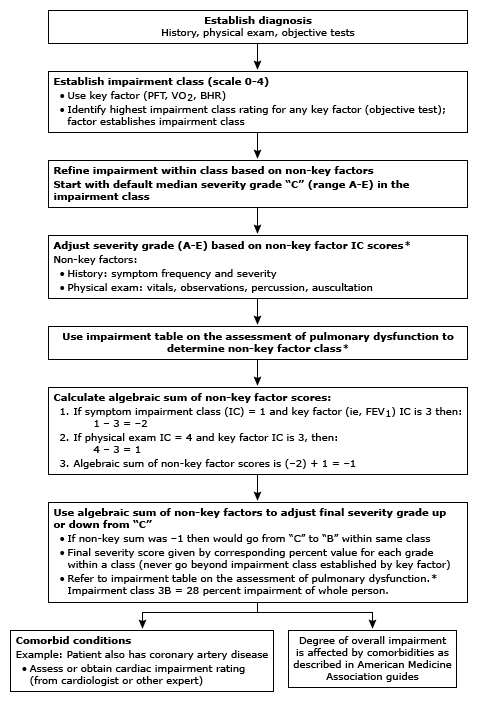 Establish diagnosis
History, physical exam, objective tests
Establish impairment class (scale 0-4)
• Use key factor (PFT, VO2, BHR)
• Identify highest impairment class rating for any key factor (objective test);
factor establishes impairment class
Refine impairment within class based on non-key factors
Start with default median severity grade “C” (range A-E) in the
impairment class
Adjust severity grade (A-E) based on non-key factor IC scores*
Non-key factors:
• History: symptom frequency and severity
• Physical exam: vitals, observations, percussion, auscultation
Use impairment table on the assessment of pulmonary dysfunction to
determine non-key factor class*
Calculate algebraic sum of non-key factor scores:
1. If symptom impairment class (IC) = 1 and key factor (ie, FEV1) IC is 3 then:
1 – 3 = –2
2. If physical exam IC = 4 and key factor IC is 3, then:
4 – 3 = 1
3. Algebraic sum of non-key factor scores is (–2) + 1 = –1
Use algebraic sum of non-key factors to adjust final severity grade up
or down from “C”
• If non-key sum was –1 then would go from “C” to “B” within same class
• Final severity score given by corresponding percent value for each grade
within a class (never go beyond impairment class established by key factor)
• Refer to impairment table on the assessment of pulmonary dysfunction.*
Impairment class 3B = 28 percent impairment of whole person.
Comorbid conditions
Example: Patient also has coronary artery disease
• Assess or obtain cardiac impairment rating
(from cardiologist or other expert)
Degree of overall impairment
is affected by comorbidities as
described in American Medicine
Association guides